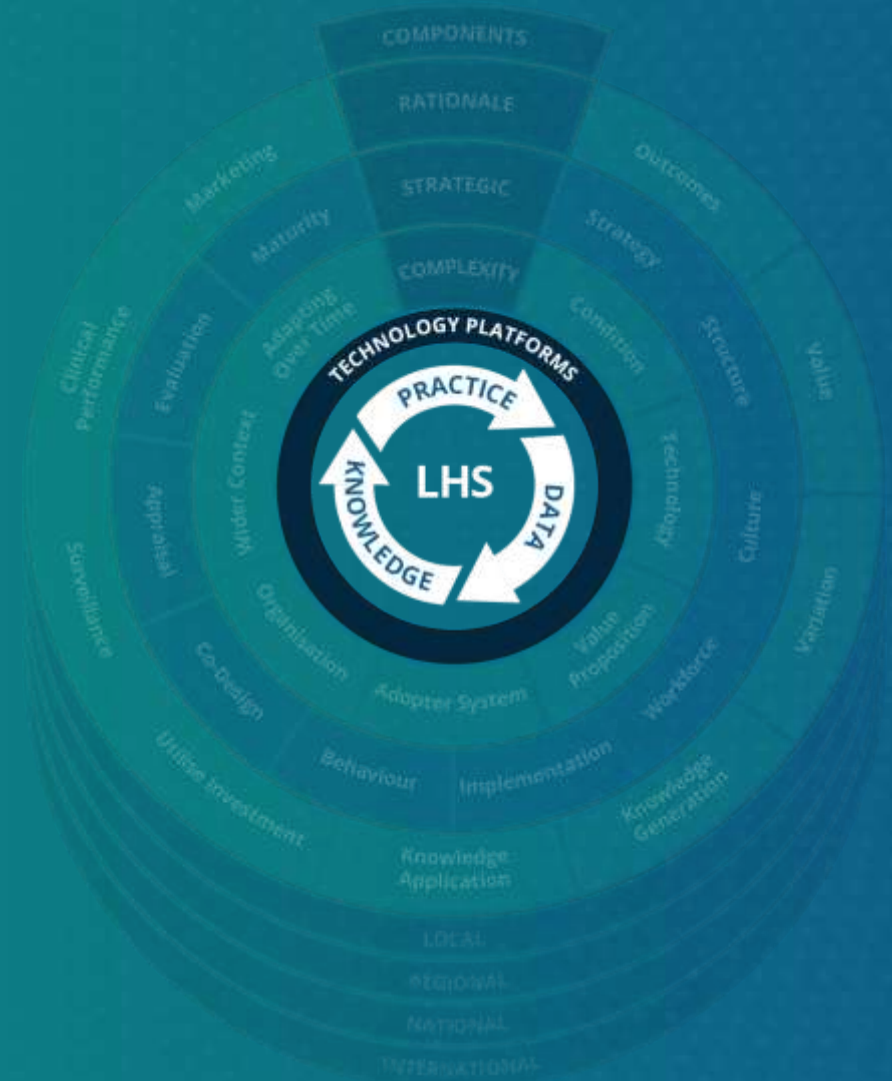 COMPONENTS
RATIONALE
STRATEGIC
COMPLEXITY
TECHNOLOGY PLATFORMS
PRACTICE
DATA
KNOWLEDGE
LHS
Outcomes
Value
Variation
Knowledge
Generation
Knowledge
Application
Utilise Investment
Surveillance
Clinical
Performance
Marketing
Strategy
Structure
Culture
Workforce
Implementation
Behaviour
Co-Design
Appraisal
Evaluation
Maturity
Condition
Technology
Value
Proposition
Adopter System
Organisation
Wider Context
Adapting
Over Time
LOCAL
REGIONAL
NATIONAL
INTERNATIONAL